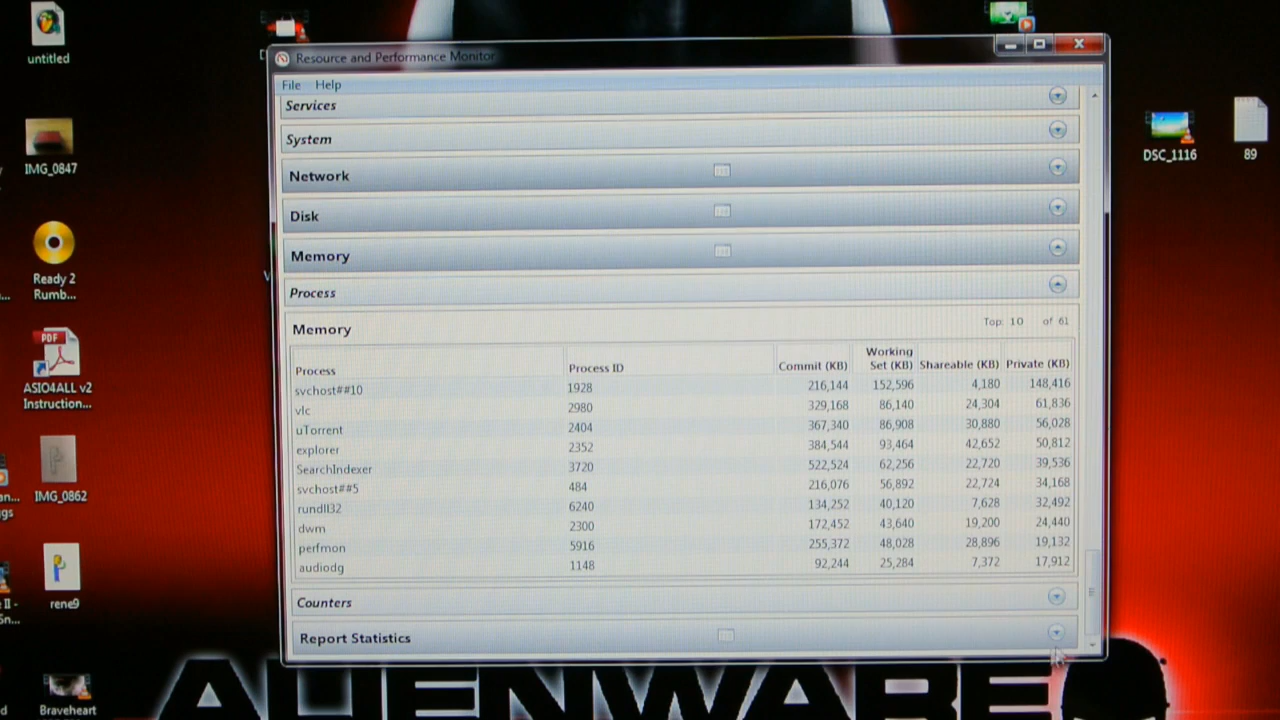 untitled
IMG_0847
Ready 2
Rumb...
PDF
ASIO4ALL v2
Instruction...
IMG_0862
rene9
Braveheart
Resource and Performance Monitor
File Help
Services
System
Network
Disk
Memory
Process
Memory
Top: 10 of 61
Process Process ID Commit (KB) Working Set (KB) Shareable (KB) Private (KB)
svchost##10 1928 216,144 152,596 4,180 148,416
vlc 2980 329,168 86,140 24,304 61,836
uTorrent 2404 367,340 86,908 30,880 56,028
explorer 2352 384,544 93,464 42,652 50,812
SearchIndexer 3720 522,524 62,256 22,720 39,536
svchost##5 484 216,076 56,892 22,724 34,168
rundll32 6240 134,252 40,120 7,628 32,492
dwm 2300 172,452 43,640 19,200 24,440
perfmon 5916 255,372 48,028 28,896 19,132
audiodg 1148 92,244 25,284 7,372 17,912
Counters
Report Statistics
DSC_1116
89
ALIENWARE